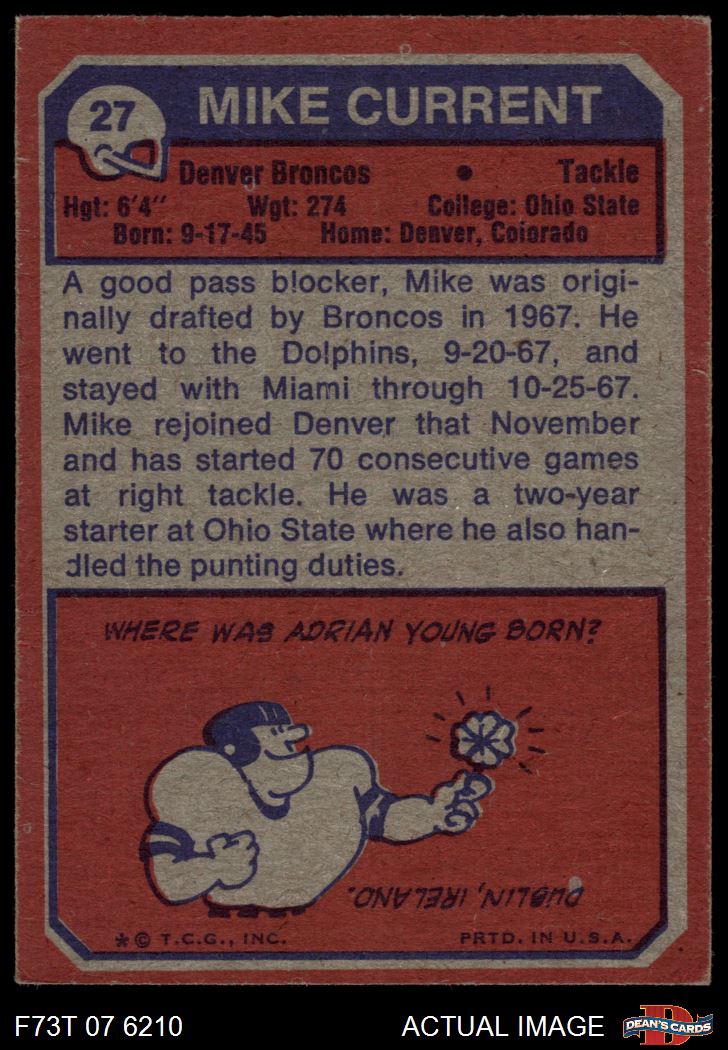 27
MIKE CURRENT
Denver Broncos • Tackle
Hgt: 6'4" Wgt: 274 College: Ohio State
Born: 9-17-45 Home: Denver, Colorado
A good pass blocker, Mike was origi-
nally drafted by Broncos in 1967. He
went to the Dolphins, 9-20-67, and
stayed with Miami through 10-25-67.
Mike rejoined Denver that November
and has started 70 consecutive games
at right tackle. He was a two-year
starter at Ohio State where he also han-
dled the punting duties.
WHERE WAS ADRIAN YOUNG BORN?
DUBLIN, IRELAND.
*© T.C.G., INC. PRTD. IN U.S.A.
F73T 07 6210 ACTUAL IMAGE
D
DEAN'S CARDS